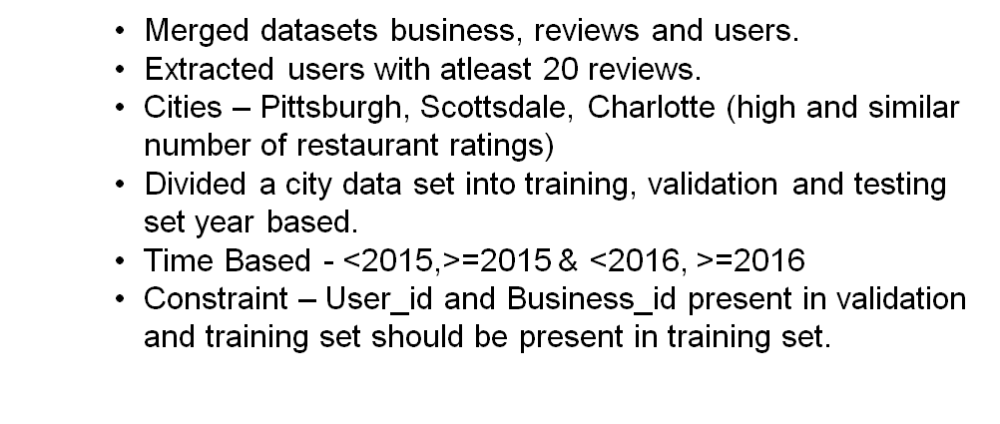 • Merged datasets business, reviews and users.
• Extracted users with atleast 20 reviews.
• Cities – Pittsburgh, Scottsdale, Charlotte (high and similar
number of restaurant ratings)
• Divided a city data set into training, validation and testing
set year based.
• Time Based - <2015,>=2015 & <2016, >=2016
• Constraint – User_id and Business_id present in validation
and training set should be present in training set.